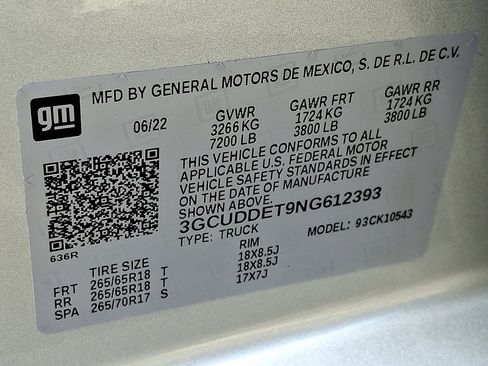 gm MFD BY GENERAL MOTORS DE MEXICO, S. DE R.L. DE C.V.
06/22 GVWR GAWR FRT GAWR RR
3266 KG 1724 KG 1724 KG
7200 LB 3800 LB 3800 LB
THIS VEHICLE CONFORMS TO ALL
APPLICABLE U.S. FEDERAL MOTOR
VEHICLE SAFETY STANDARDS IN EFFECT
ON THE DATE OF MANUFACTURE
SHOWN ABOVE.
3GCUDDET9NG612393
TYPE: TRUCK MODEL: 93CK10543
636R
TIRE SIZE RIM
FRT 265/65R18 T 18X8.5J
RR 265/65R18 T 18X8.5J
SPA 265/70R17 S 17X7J